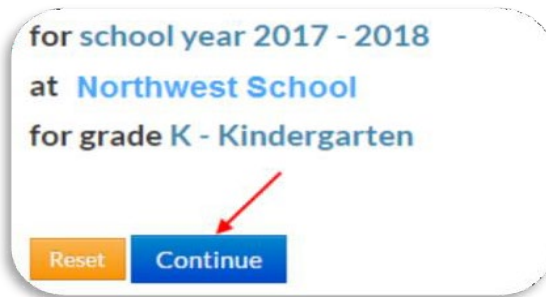 for school year 2017 - 2018
at Northwest School
for grade K - Kindergarten
Reset Continue